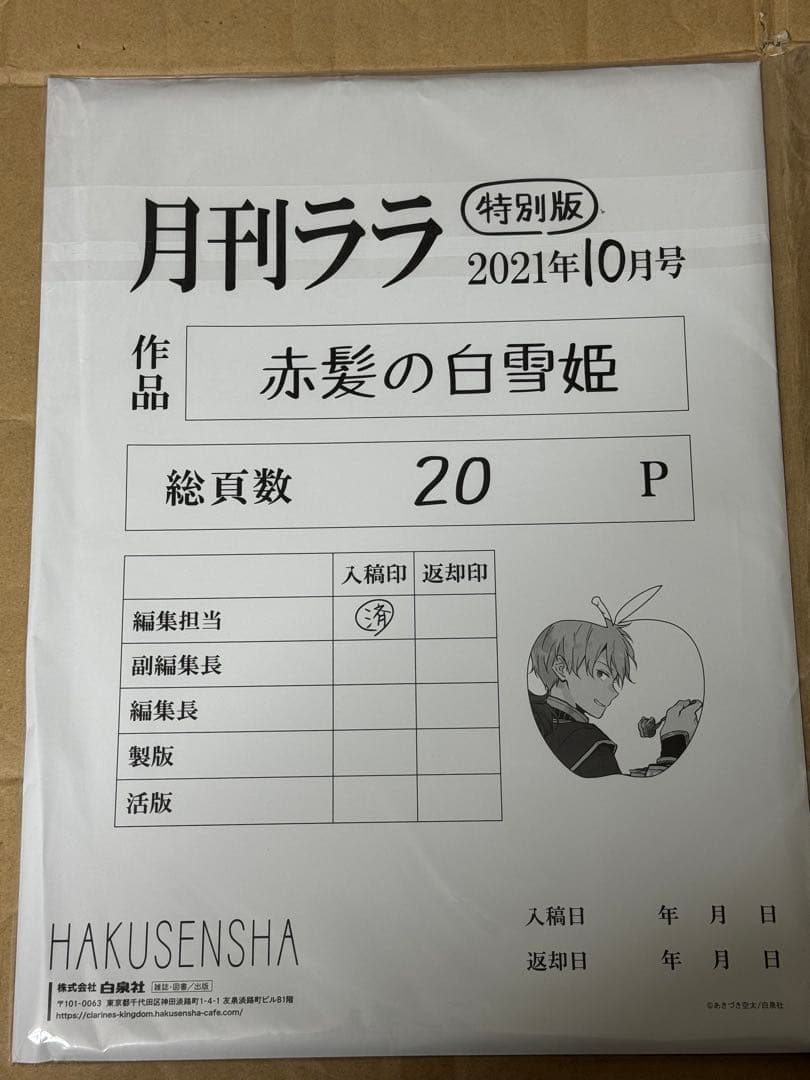 月刊ララ 特別版
2021年10月号
作品 赤髪の白雪姫
総頁数 20 P
入稿印 返却印
編集担当 済
副編集長
編集長
製版
活版
入稿日 年 月 日
返却日 年 月 日
HAKUSENSHA
株式会社 白泉社 雑誌・図書/出版
〒101-0063 東京都千代田区神田淡路町1-4-1 友泉淡路町ビルB1階
https://clarines-kingdom.hakusensha-cafe.com/
©あきづき空太/白泉社